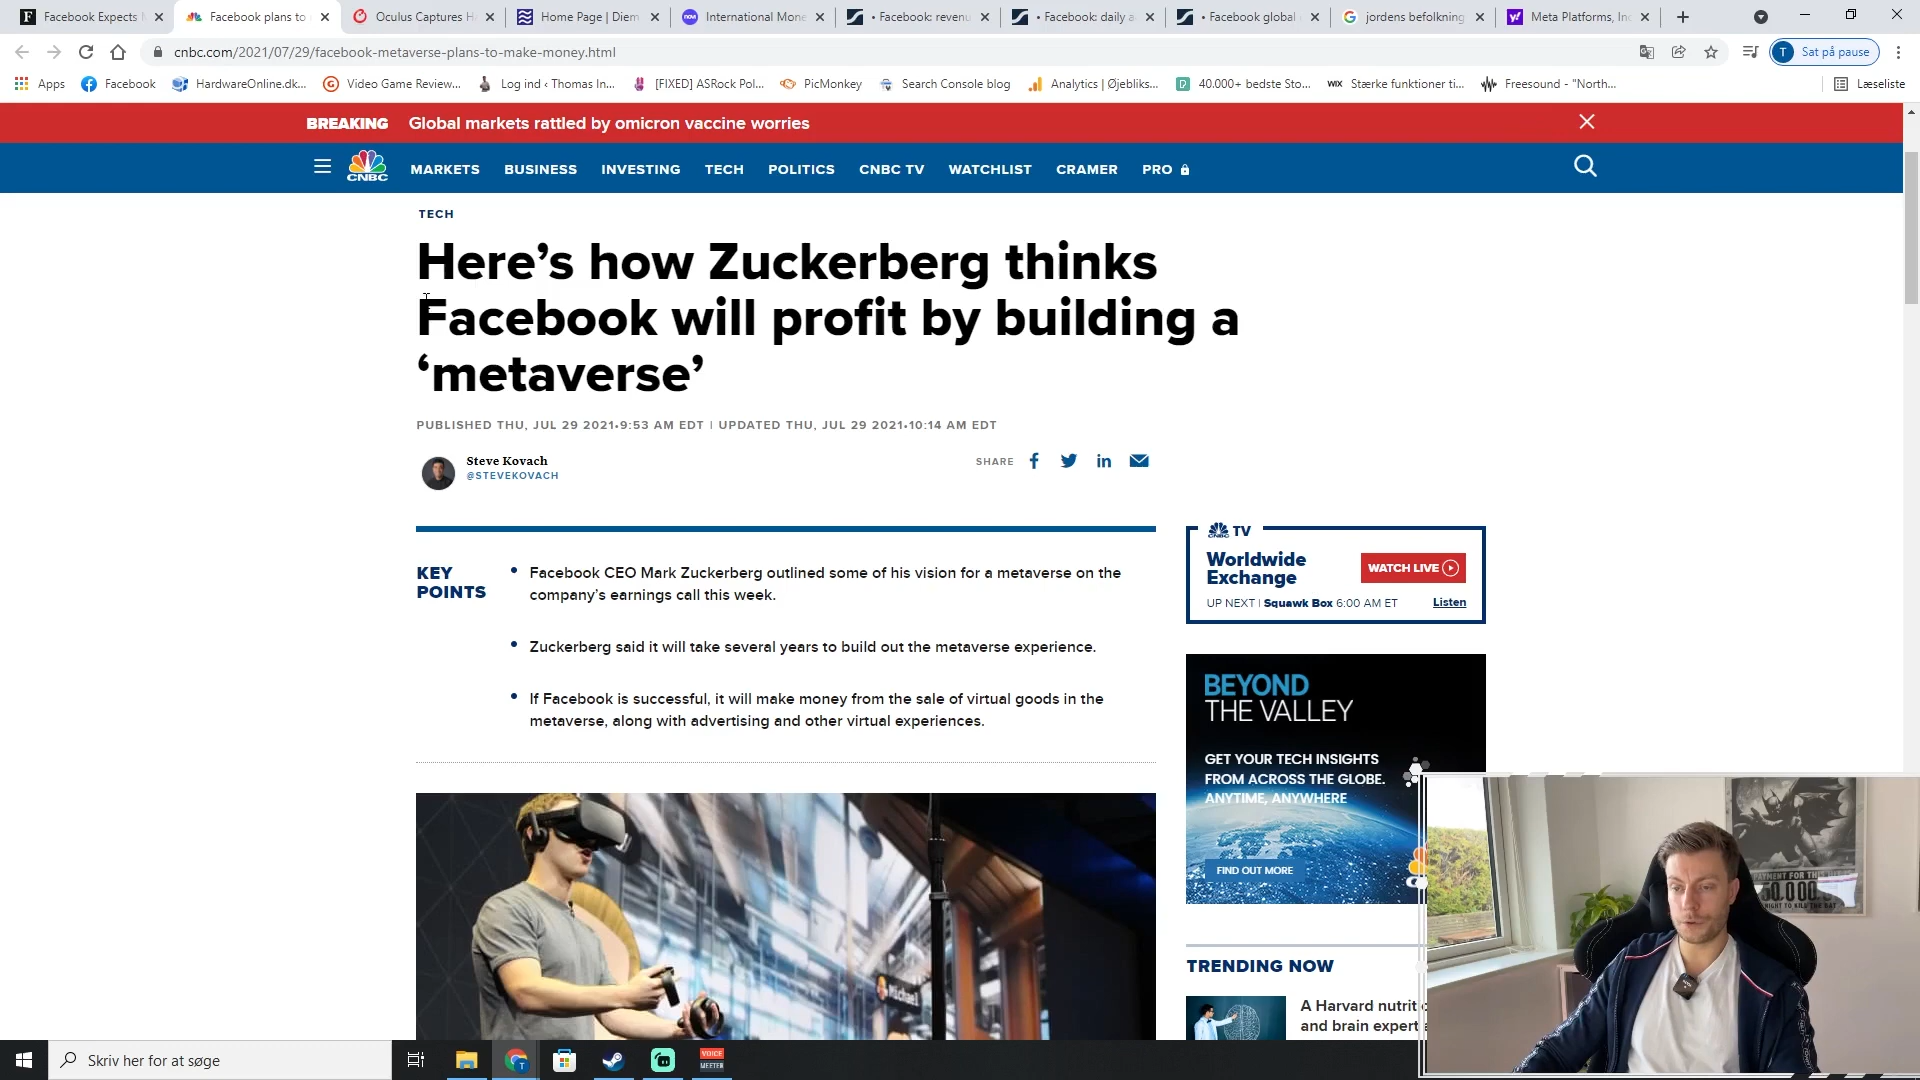 Facebook Expects M
Facebook plans to
Oculus Captures H
Home Page | Diem
International Mone
• Facebook: revenu
• Facebook: daily a
• Facebook global
jordens befolkning
Meta Platforms, Inc
cnbc.com/2021/07/29/facebook-metaverse-plans-to-make-money.html
T
Sat på pause
Apps
Facebook
HardwareOnline.dk...
Video Game Review...
Log ind ‹ Thomas In...
[FIXED] ASRock Pol...
PicMonkey
Search Console blog
Analytics | Øjebliks...
40.000+ bedste Sto...
WIX
Stærke funktioner ti...
Freesound - "North...
Læseliste
BREAKING
Global markets rattled by omicron vaccine worries
CNBC
MARKETS
BUSINESS
INVESTING
TECH
POLITICS
CNBC TV
WATCHLIST
CRAMER
PRO
TECH
Here’s how Zuckerberg thinks
Facebook will profit by building a
‘metaverse’
PUBLISHED THU, JUL 29 2021•9:53 AM EDT | UPDATED THU, JUL 29 2021•10:14 AM EDT
Steve Kovach
@STEVEKOVACH
SHARE
KEY
POINTS
Facebook CEO Mark Zuckerberg outlined some of his vision for a metaverse on the
company’s earnings call this week.
Zuckerberg said it will take several years to build out the metaverse experience.
If Facebook is successful, it will make money from the sale of virtual goods in the
metaverse, along with advertising and other virtual experiences.
TV
Worldwide
Exchange
WATCH LIVE
UP NEXT | Squawk Box 6:00 AM ET
Listen
BEYOND
THE VALLEY
GET YOUR TECH INSIGHTS
FROM ACROSS THE GLOBE.
ANYTIME, ANYWHERE
FIND OUT MORE
TRENDING NOW
A Harvard nutrit
and brain expert
PAYMENT FOR THIS
50.000
Skriv her for at søge
VOICE
MEETER